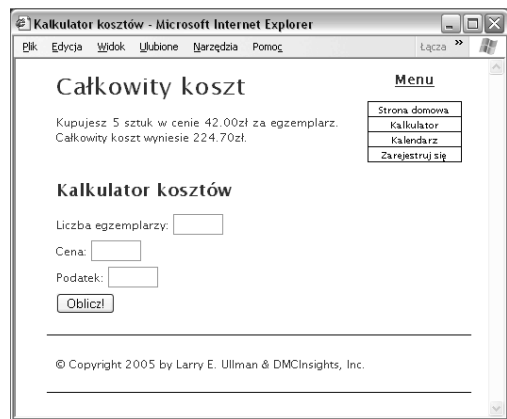 Kalkulator kosztów - Microsoft Internet Explorer
Plik Edycja Widok Ulubione Narzędzia Pomoc Łącza »
Całkowity koszt
Kupujesz 5 sztuk w cenie 42.00zł za egzemplarz.
Całkowity koszt wyniesie 224.70zł.
Menu
Strona domowa
Kalkulator
Kalendarz
Zarejestruj się
Kalkulator kosztów
Liczba egzemplarzy:
Cena:
Podatek:
Oblicz!
© Copyright 2005 by Larry E. Ullman & DMCInsights, Inc.